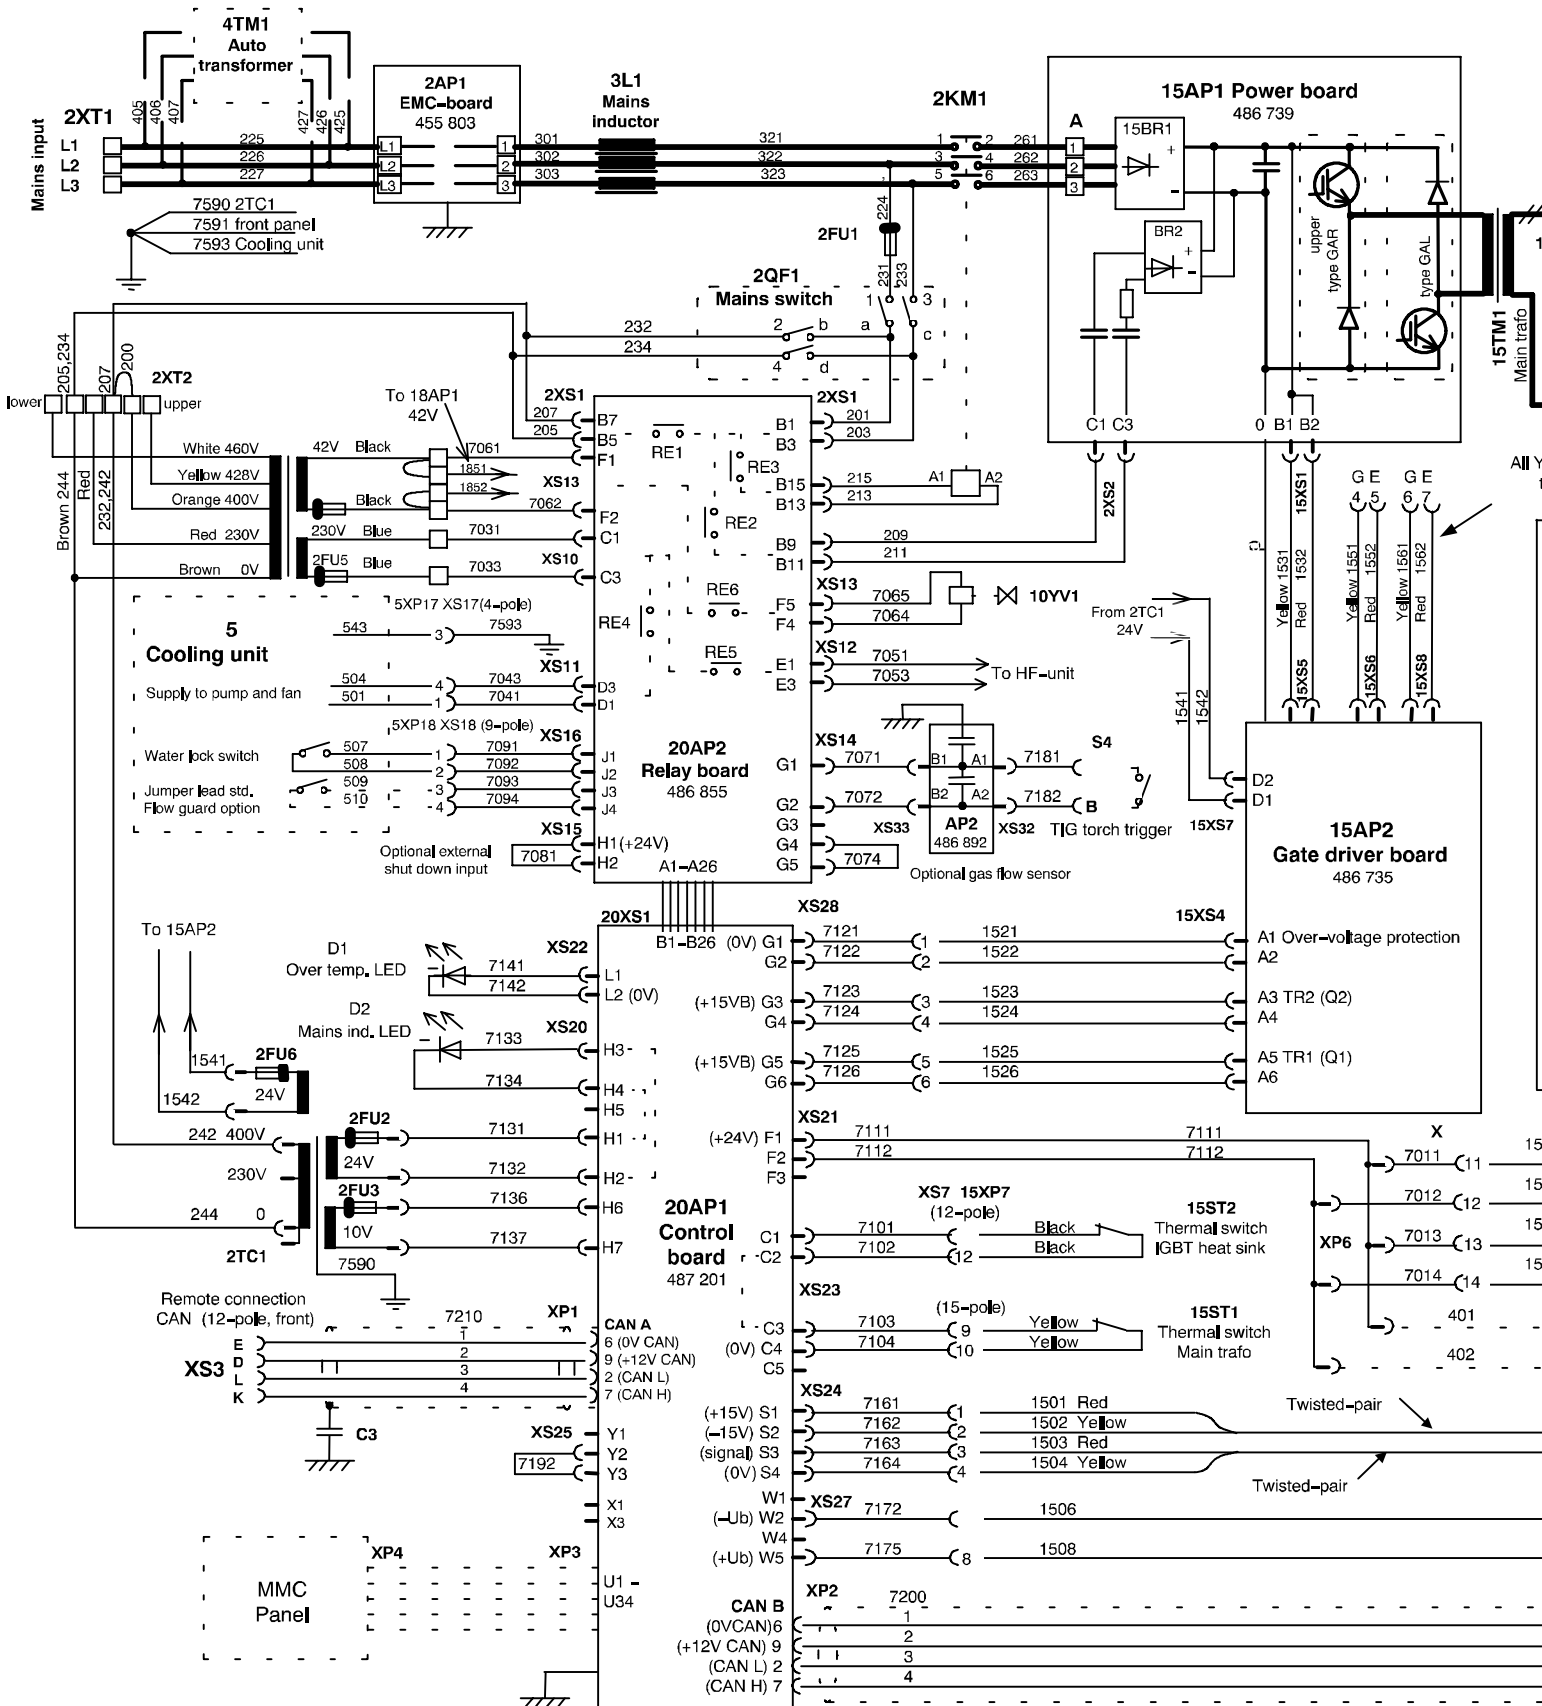 4TM1
Auto
transformer
405
406
407
427
426
425
2XT1
Mains input
L1
L2
L3
225
226
227
2AP1
EMC-board
455 803
L1
L2
L3
1
2
3
301
302
303
3L1
Mains
inductor
321
322
323
2KM1
1
2
3
4
5
6
261
262
263
A
1
2
3
15AP1 Power board
486 739
15BR1
+
-
BR2
+
-
upper
type GAR
type GAL
15TM1
Main trafo
1
7590 2TC1
7591 front panel
7593 Cooling unit
224
2FU1
231
233
2QF1
Mains switch
1
3
a
c
2
b
4
d
232
234
205,234
207
200
2XT2
lower
upper
To 18AP1
42V
2XS1
207
B7
205
B5
F1
2XS1
B1
201
B3
203
RE1
RE3
C1 C3
0 B1 B2
White 460V
Yellow 428V
Orange 400V
Red 230V
Brown 0V
Brown 244
Red
232,242
42V Black
7061
1851
1852
Black
XS13
7062
F2
230V Blue
7031
C1
2FU5
Blue
XS10
7033
C3
B15
215
B13
213
A1
A2
RE2
B9
209
B11
211
2XS2
15XS1
G E
4 5
G E
6 7
All Y
t
Yellow 1531
Red 1532
Yellow 1551
Red 1552
Yellow 1561
Red 1562
15XS5
15XS6
15XS8
XS13
RE6
RE4
RE5
F5
7065
F4
7064
10YV1
From 2TC1
24V
1541
1542
5
Cooling unit
5XP17 XS17(4-pole)
543
3
7593
XS11
Supply to pump and fan
504
4
7043
D3
501
1
7041
D1
XS12
E1
7051
E3
7053
To HF-unit
5XP18 XS18 (9-pole)
XS16
Water lock switch
507
1
7091
J1
508
2
7092
J2
Jumper lead std.
Flow guard option
509
3
7093
J3
510
4
7094
J4
20AP2
Relay board
486 855
XS14
G1
7071
B1
A1
7181
S4
G2
7072
B2
A2
7182
B
G3
XS33
AP2
486 892
XS32
TIG torch trigger
G4
G5
7074
Optional gas flow sensor
XS15
H1 (+24V)
7081
H2
Optional external
shut down input
A1-A26
D2
D1
15XS7
15AP2
Gate driver board
486 735
20XS1
B1-B26
XS28
15XS4
(0V) G1
7121
1
1521
A1 Over-voltage protection
G2
7122
2
1522
A2
(+15VB) G3
7123
3
1523
A3 TR2 (Q2)
G4
7124
4
1524
A4
(+15VB) G5
7125
5
1525
A5 TR1 (Q1)
G6
7126
6
1526
A6
To 15AP2
D1
Over temp. LED
XS22
7141
L1
7142
L2 (0V)
D2
Mains ind. LED
XS20
7133
H3
7134
H4
H5
1541
2FU6
24V
1542
2FU2
24V
7131
H1
7132
H2
242 400V
230V
244 0
2TC1
2FU3
10V
7136
H6
7137
H7
7590
20AP1
Control
board
487 201
XS21
(+24V) F1
7111
7111
F2
7112
7112
F3
X
7011
11
15
7012
12
15
XP6
7013
13
15
7014
14
15
401
402
XS7 15XP7
(12-pole)
C1
7101
Black
C2
7102
12
Black
15ST2
Thermal switch
IGBT heat sink
XS23
(15-pole)
C3
7103
9
Yellow
(0V) C4
7104
10
Yellow
C5
15ST1
Thermal switch
Main trafo
Remote connection
CAN (12-pole, front)
7210
XP1
CAN A
XS3
E
1
6 (0V CAN)
D
2
9 (+12V CAN)
L
3
2 (CAN L)
K
4
7 (CAN H)
C3
XS25
Y1
Y2
7192
Y3
X1
X3
XS24
(+15V) S1
7161
1
1501 Red
(-15V) S2
7162
2
1502 Yellow
(signal) S3
7163
3
1503 Red
(0V) S4
7164
4
1504 Yellow
Twisted-pair
Twisted-pair
W1
XS27
(-Ub) W2
7172
1506
W4
(+Ub) W5
7175
8
1508
MMC
Panel
XP4
XP3
U1
U34
XP2
CAN B
7200
(0VCAN)6
1
(+12V CAN) 9
2
(CAN L) 2
3
(CAN H) 7
4